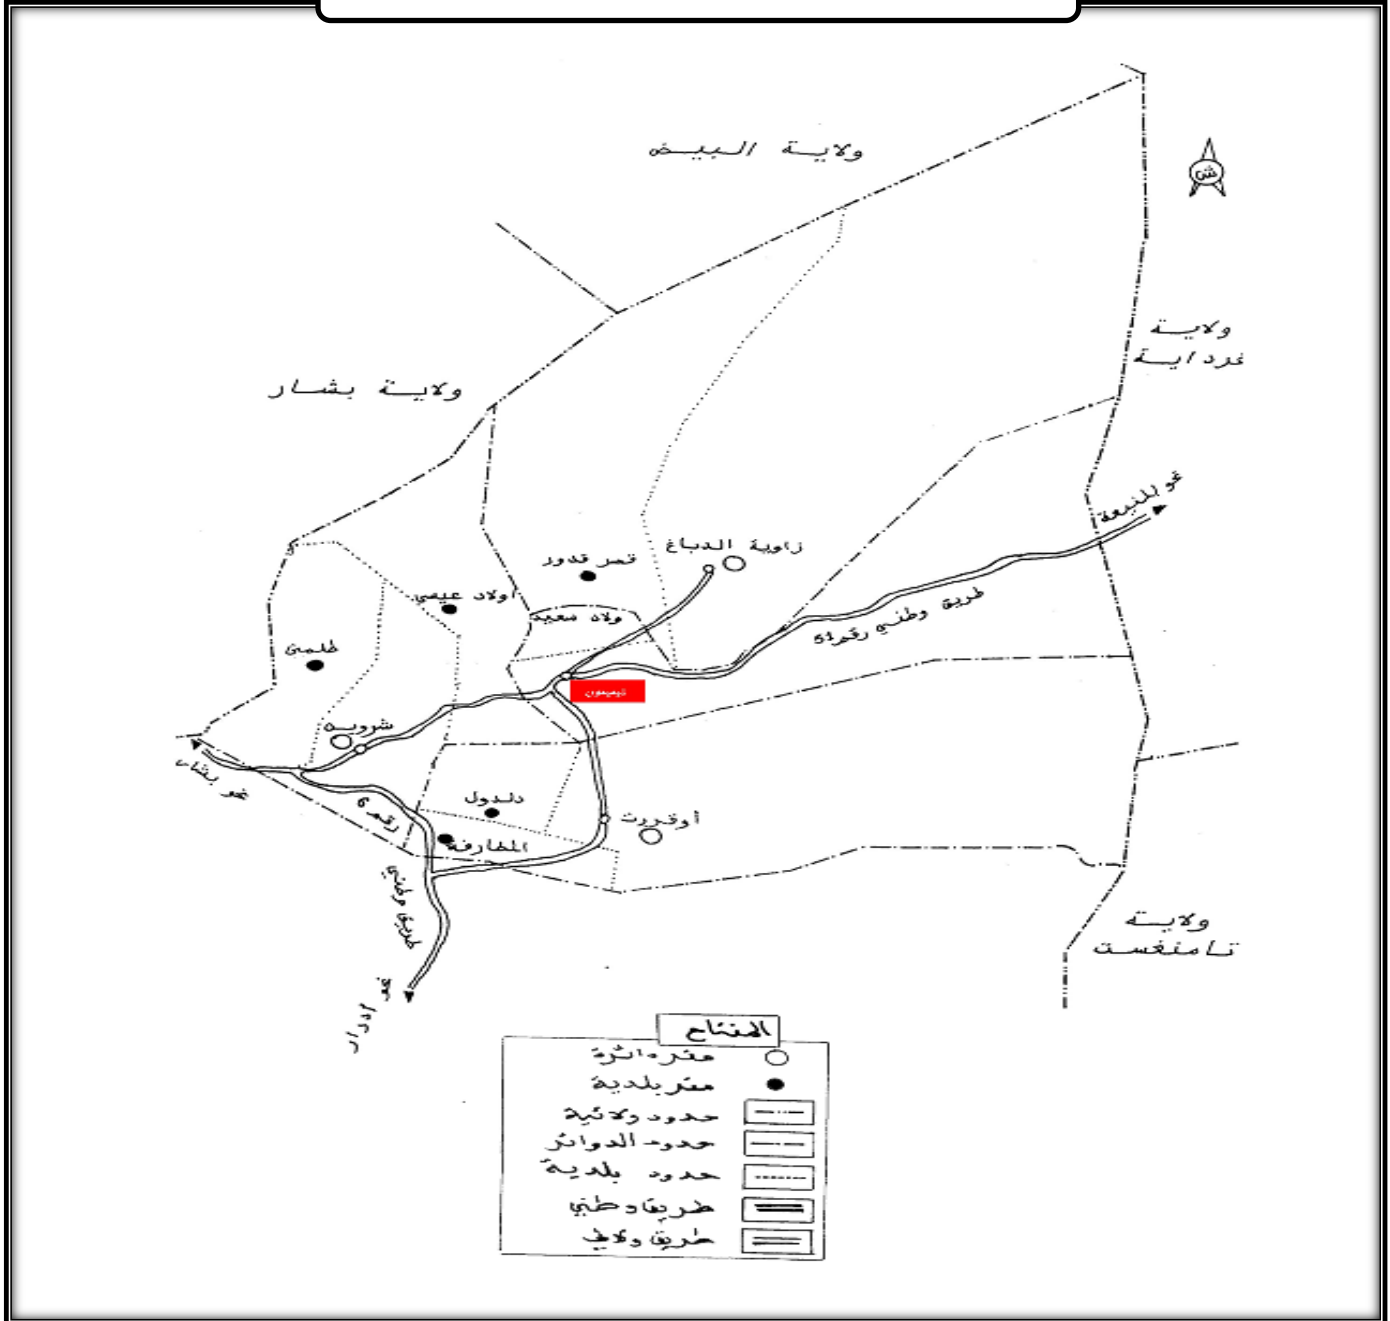 ولاية البيض
ش
ولاية
غرداية
ولاية بشار
نحو المنيعة
زاوية الدباغ
قصر قدور
أولاد عيسى
ولاد سعيد
طريق وطني رقم 51
طلمين
تيميمون
شروين
نحو بشار
دلدول
رقم 6
أوقروت
المطارفة
طريق وطني
ولاية
تامنغست
نحو أدرار
المفتاح
مقر دائرة
مقر بلدية
حدود ولائية
حدود الدوائر
حدود بلدية
طريق وطني
طريق ولائي